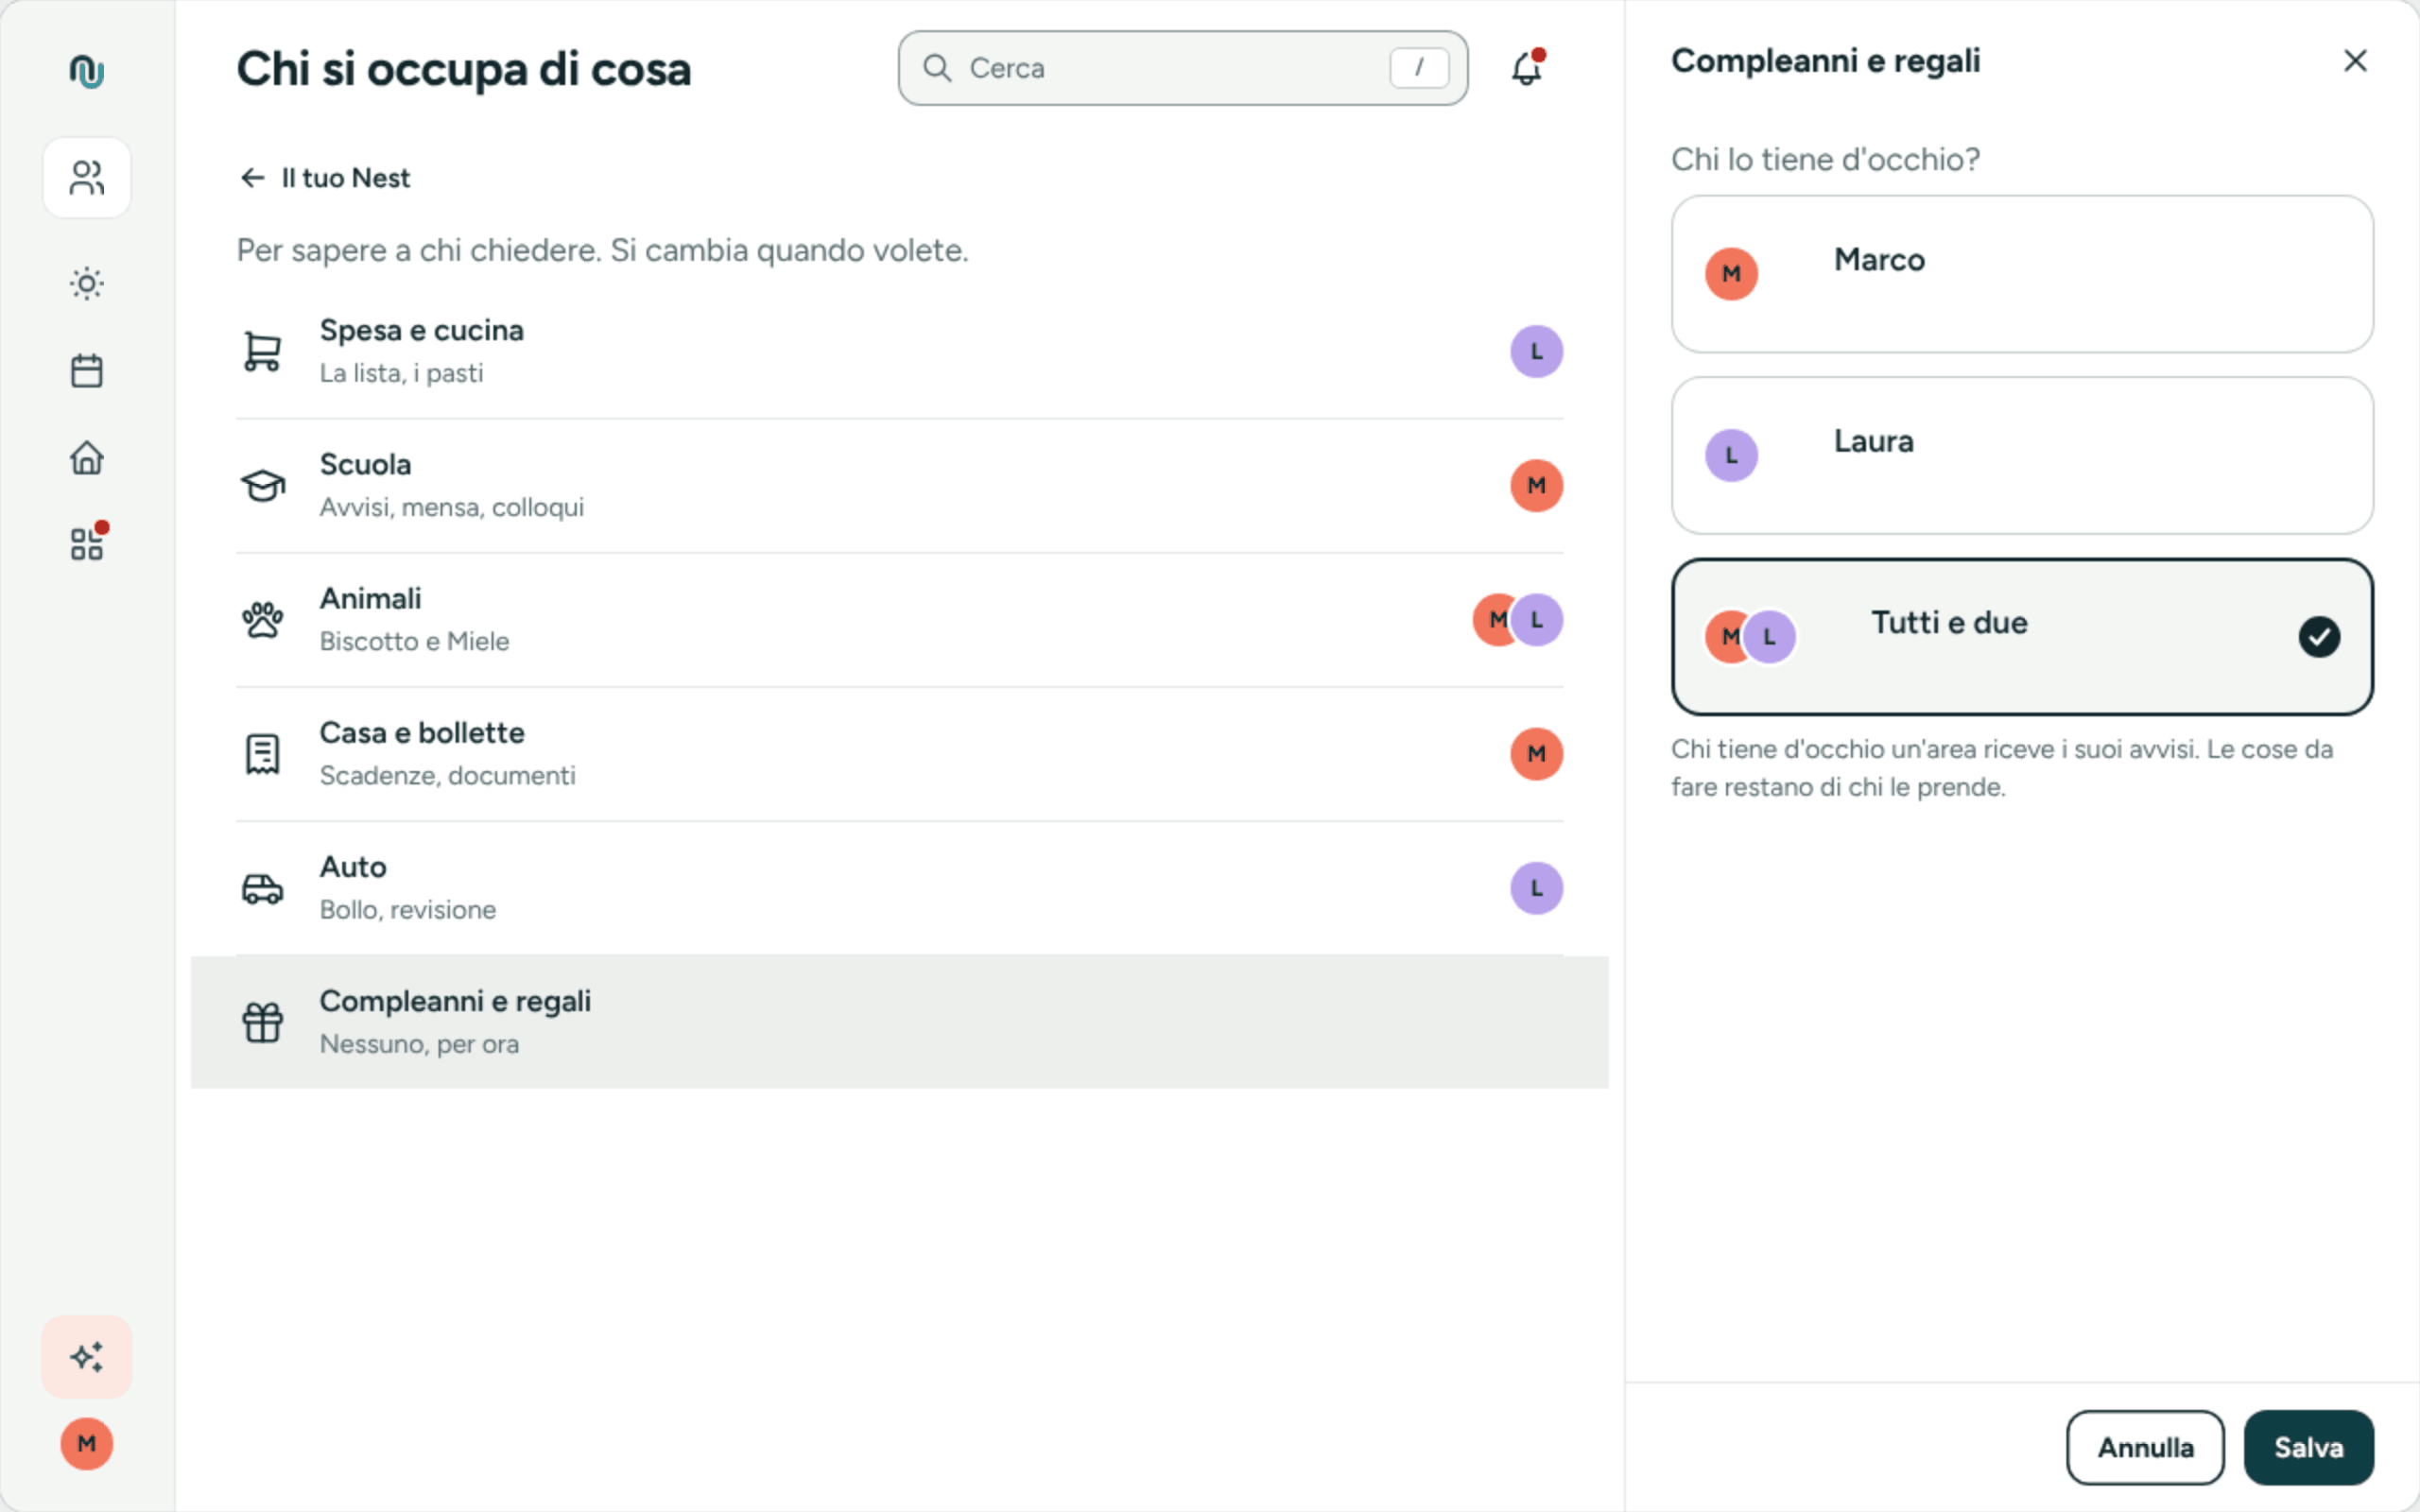 Chi si occupa di cosa
Cerca
/
Il tuo Nest
Per sapere a chi chiedere. Si cambia quando volete.
Spesa e cucina
La lista, i pasti
L
Scuola
Avvisi, mensa, colloqui
M
Animali
Biscotto e Miele
M L
Casa e bollette
Scadenze, documenti
M
Auto
Bollo, revisione
L
Compleanni e regali
Nessuno, per ora
M
Compleanni e regali
Chi lo tiene d'occhio?
M Marco
L Laura
M L Tutti e due
Chi tiene d'occhio un'area riceve i suoi avvisi. Le cose da
fare restano di chi le prende.
Annulla
Salva